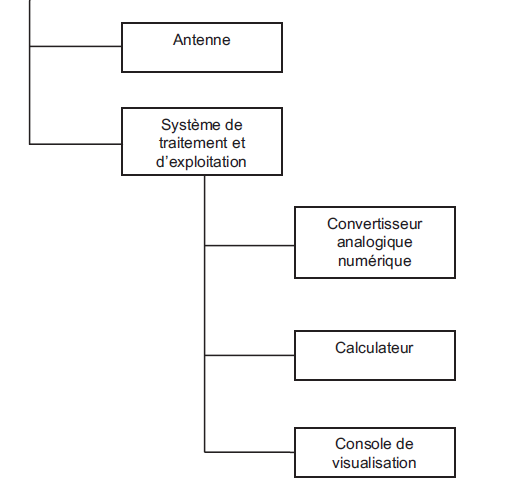 Antenne
Système de
traitement et
d’exploitation
Convertisseur
analogique
numérique
Calculateur
Console de
visualisation